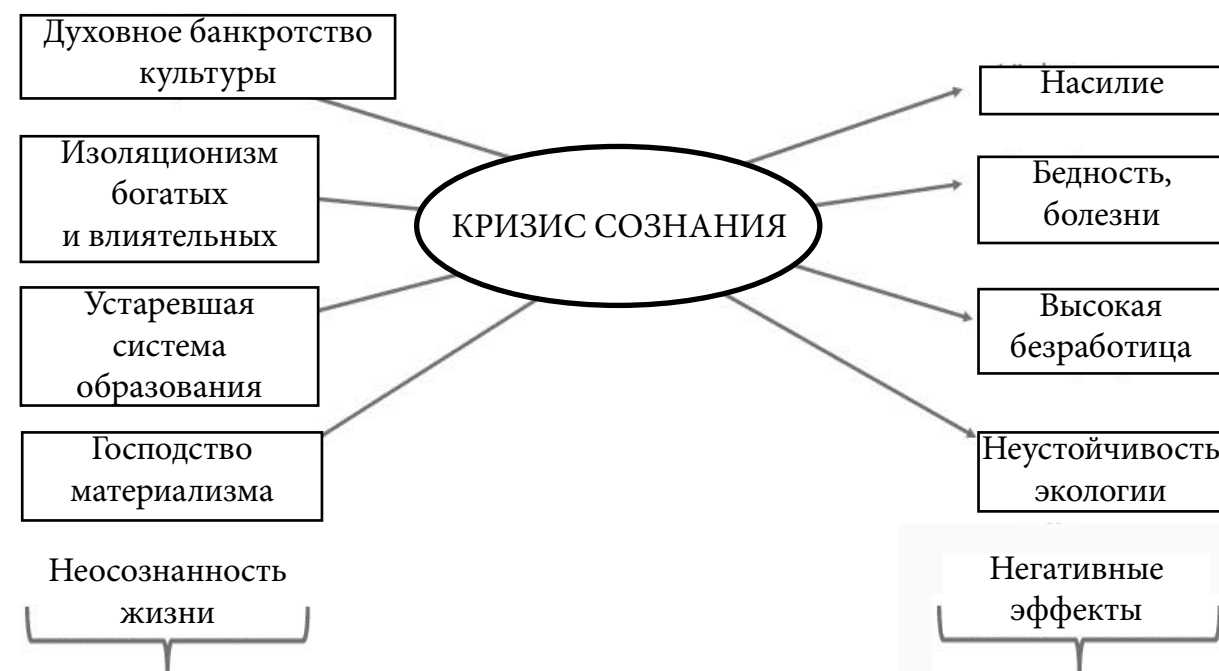 Духовное банкротство
культуры
Изоляционизм
богатых
и влиятельных
Устаревшая
система
образования
Господство
материализма
Неосознанность
жизни
КРИЗИС СОЗНАНИЯ
Насилие
Бедность,
болезни
Высокая
безработица
Неустойчивость
экологии
Негативные
эффекты